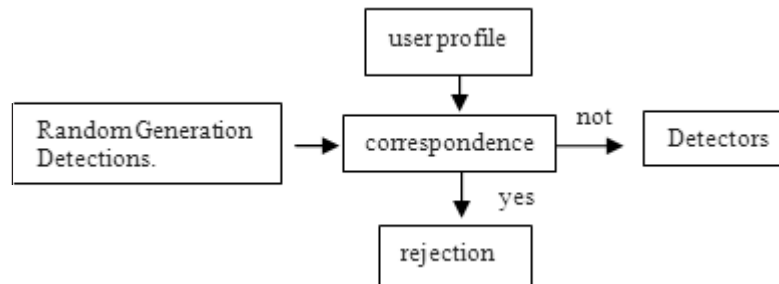 user profile
Random Generation
Detections.
correspondence
not
Detectors
yes
rejection